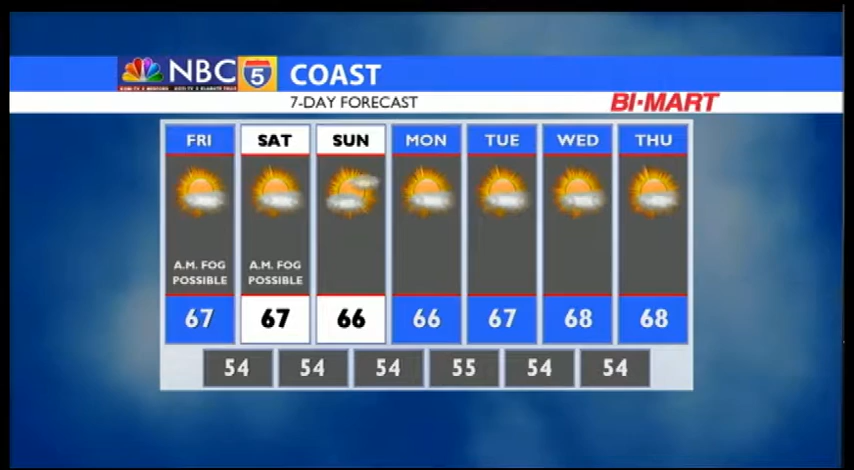 NBC 5 COAST
7-DAY FORECAST BI-MART
FRI SAT SUN MON TUE WED THU
A.M. FOG A.M. FOG
POSSIBLE POSSIBLE
67 67 66 66 67 68 68
54 54 54 55 54 54